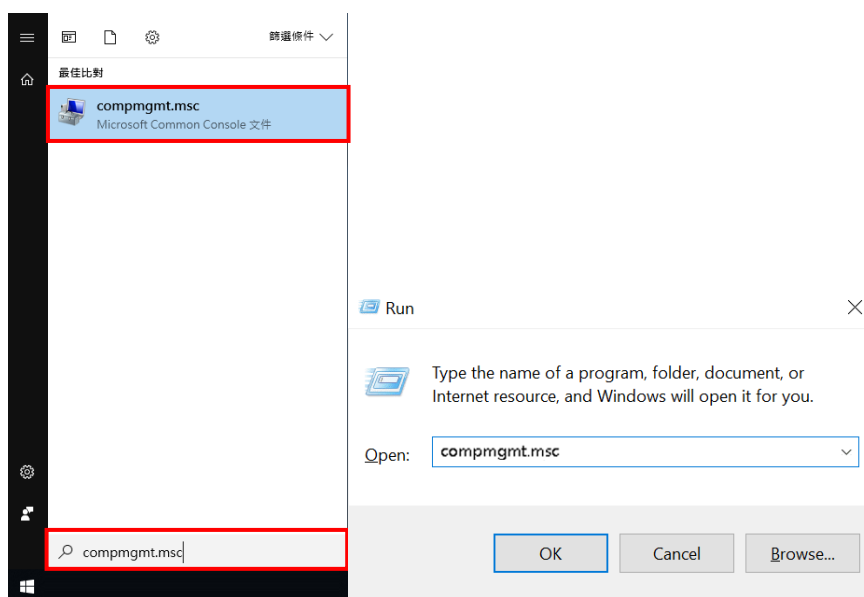 篩選條件
最佳比對
compmgmt.msc
Microsoft Common Console 文件
compmgmt.msc
Run
Type the name of a program, folder, document, or
Internet resource, and Windows will open it for you.
Open: compmgmt.msc
OK Cancel Browse...